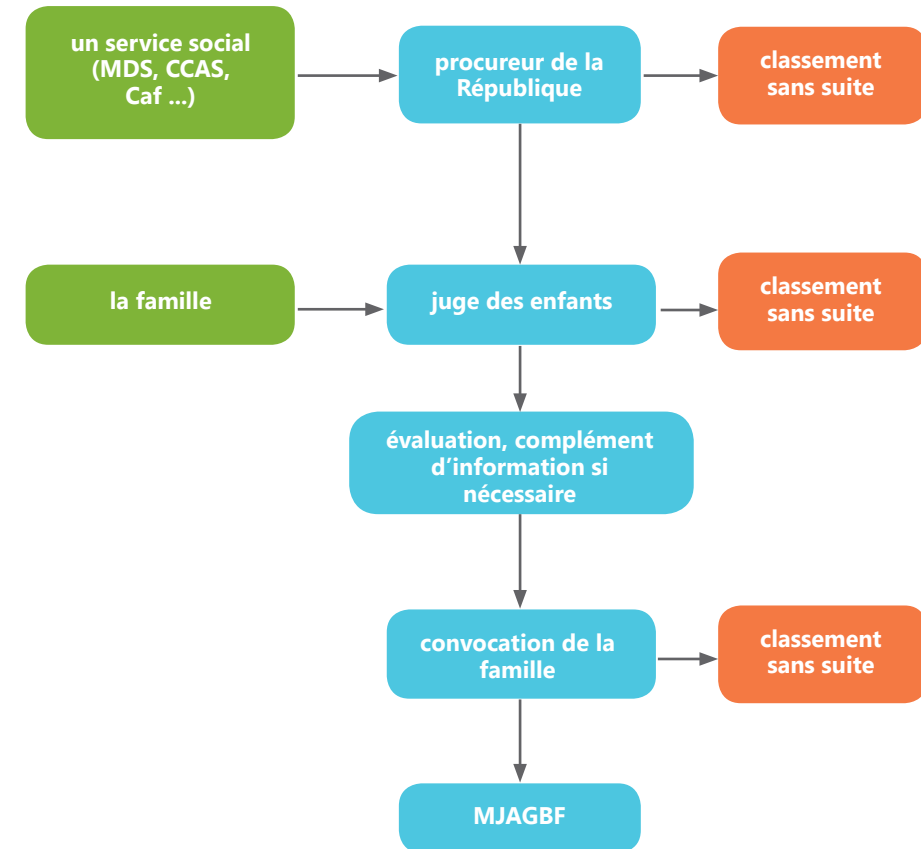 un service social
(MDS, CCAS,
Caf ...)
procureur de la
République
classement
sans suite
la famille
juge des enfants
classement
sans suite
évaluation, complément
d’information si
nécessaire
convocation de la
famille
classement
sans suite
MJAGBF